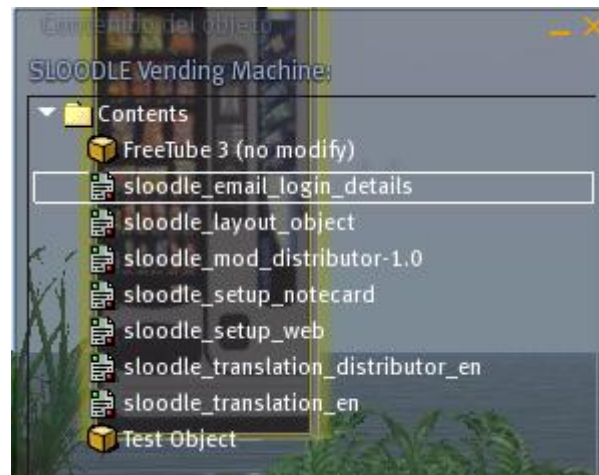 Contenido del objeto
SLOODLE Vending Machine:
Contents
FreeTube 3 (no modify)
sloodle_email_login_details
sloodle_layout_object
sloodle_mod_distributor-1.0
sloodle_setup_notecard
sloodle_setup_web
sloodle_translation_distributor_en
sloodle_translation_en
Test Object